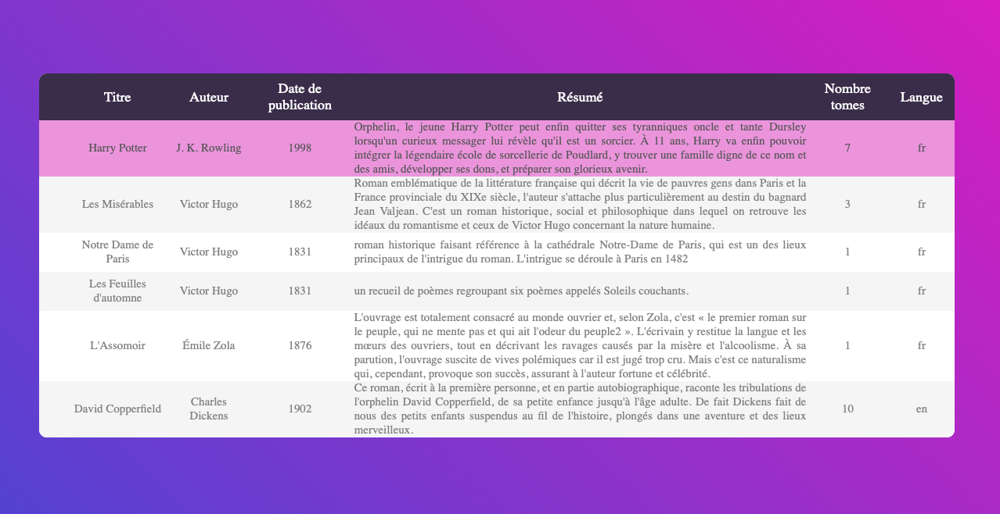 Titre Auteur Date de publication Résumé Nombre tomes Langue
Harry Potter J. K. Rowling 1998
Orphelin, le jeune Harry Potter peut enfin quitter ses tyranniques oncle et tante Dursley
lorsqu'un curieux messager lui révèle qu'il est un sorcier. À 11 ans, Harry va enfin pouvoir
intégrer la légendaire école de sorcellerie de Poudlard, y trouver une famille digne de ce nom et
des amis, développer ses dons, et préparer son glorieux avenir.
7 fr
Les Misérables Victor Hugo 1862
Roman emblématique de la littérature française qui décrit la vie de pauvres gens dans Paris et la
France provinciale du XIXe siècle, l'auteur s'attache plus particulièrement au destin du bagnard
Jean Valjean. C'est un roman historique, social et philosophique dans lequel on retrouve les
idéaux du romantisme et ceux de Victor Hugo concernant la nature humaine.
3 fr
Notre Dame de
Paris
Victor Hugo 1831
roman historique faisant référence à la cathédrale Notre-Dame de Paris, qui est un des lieux
principaux de l'intrigue du roman. L'intrigue se déroule à Paris en 1482
1 fr
Les Feuilles
d'automne
Victor Hugo 1831
un recueil de poèmes regroupant six poèmes appelés Soleils couchants.
1 fr
L'Assomoir Émile Zola 1876
L'ouvrage est totalement consacré au monde ouvrier et, selon Zola, c'est « le premier roman sur
le peuple, qui ne mente pas et qui ait l'odeur du peuple2 ». L'écrivain y restitue la langue et les
mœurs des ouvriers, tout en décrivant les ravages causés par la misère et l'alcoolisme. À sa
parution, l'ouvrage suscite de vives polémiques car il est jugé trop cru. Mais c'est ce naturalisme
qui, cependant, provoque son succès, assurant à l'auteur fortune et célébrité.
1 fr
David Copperfield
Charles
Dickens
1902
Ce roman, écrit à la première personne, et en partie autobiographique, raconte les tribulations de
l'orphelin David Copperfield, de sa petite enfance jusqu'à l'âge adulte. De fait Dickens fait de
nous des petits enfants suspendus au fil de l'histoire, plongés dans une aventure et des lieux
merveilleux.
10 en